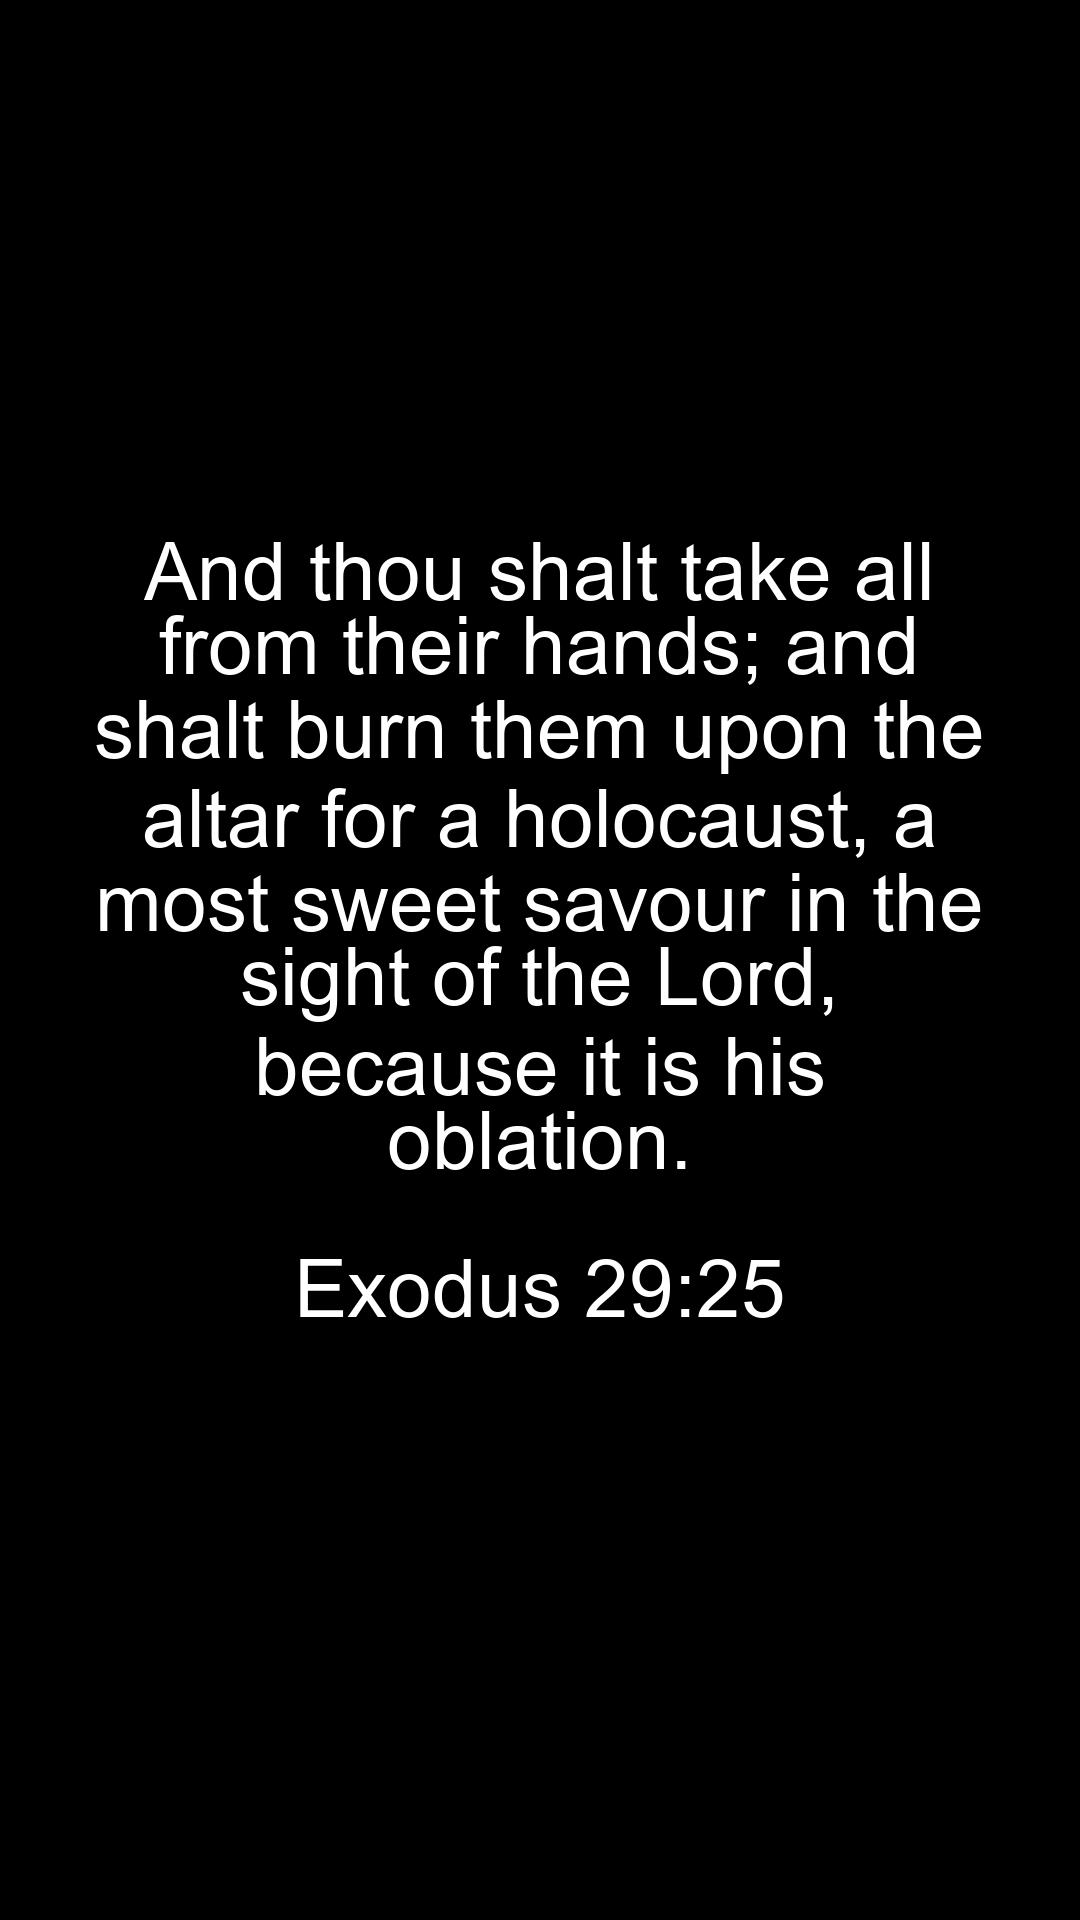 And thou shalt take all
from their hands; and
shalt burn them upon the
altar for a holocaust, a
most sweet savour in the
sight of the Lord,
because it is his
oblation.
Exodus 29:25